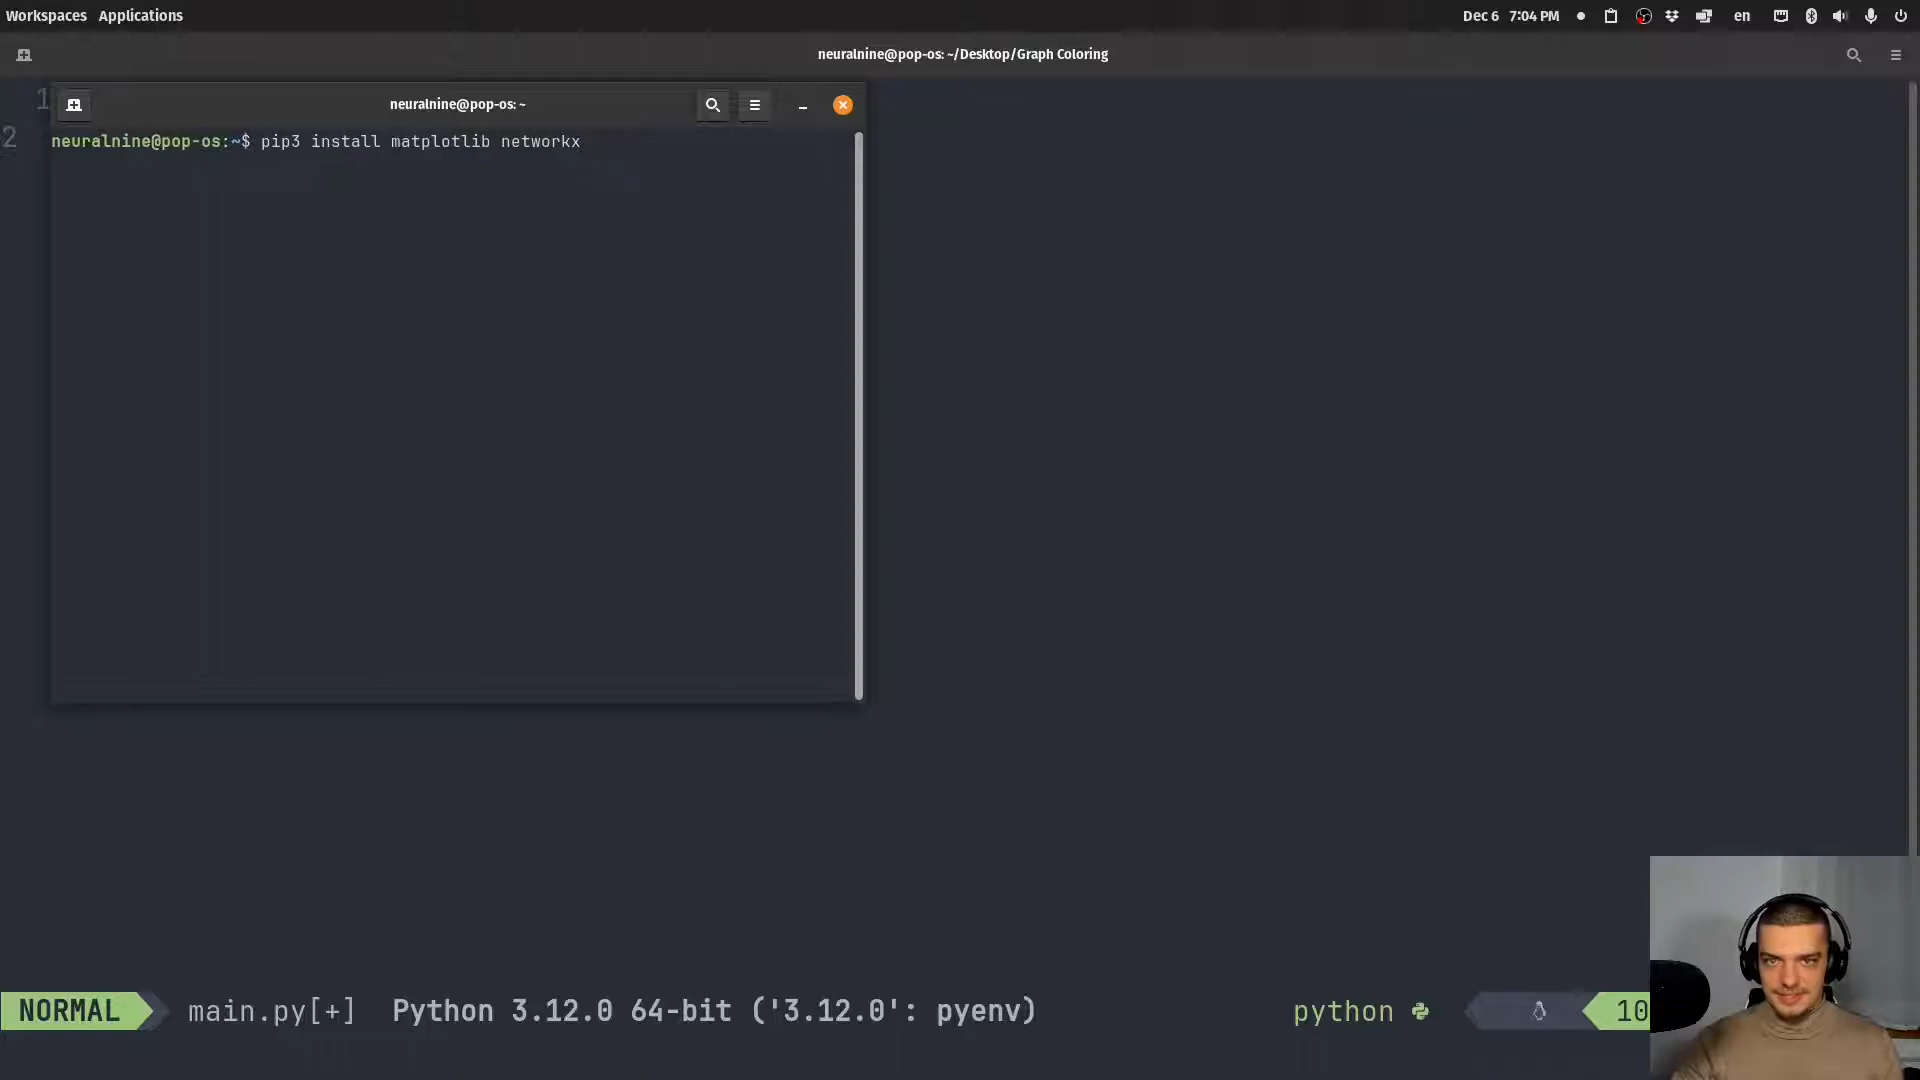 Workspaces Applications
Dec 6 7:04 PM
en
neuralnine@pop-os: ~/Desktop/Graph Coloring
neuralnine@pop-os: ~
1
2
neuralnine@pop-os:~$ pip3 install matplotlib networkx
NORMAL main.py[+] Python 3.12.0 64-bit ('3.12.0': pyenv) python 10